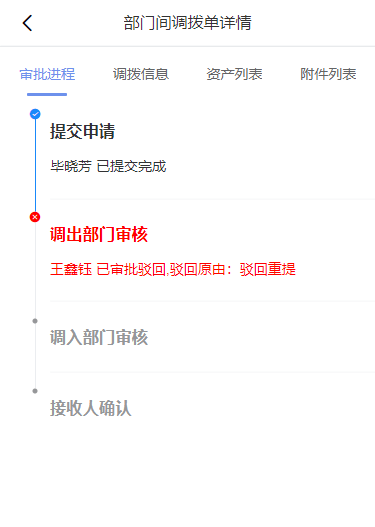 部门间调拨单详情
审批进程 调拨信息 资产列表 附件列表
提交申请
毕晓芳 已提交完成
调出部门审核
王鑫钰 已审批驳回,驳回原由：驳回重提
调入部门审核
接收人确认